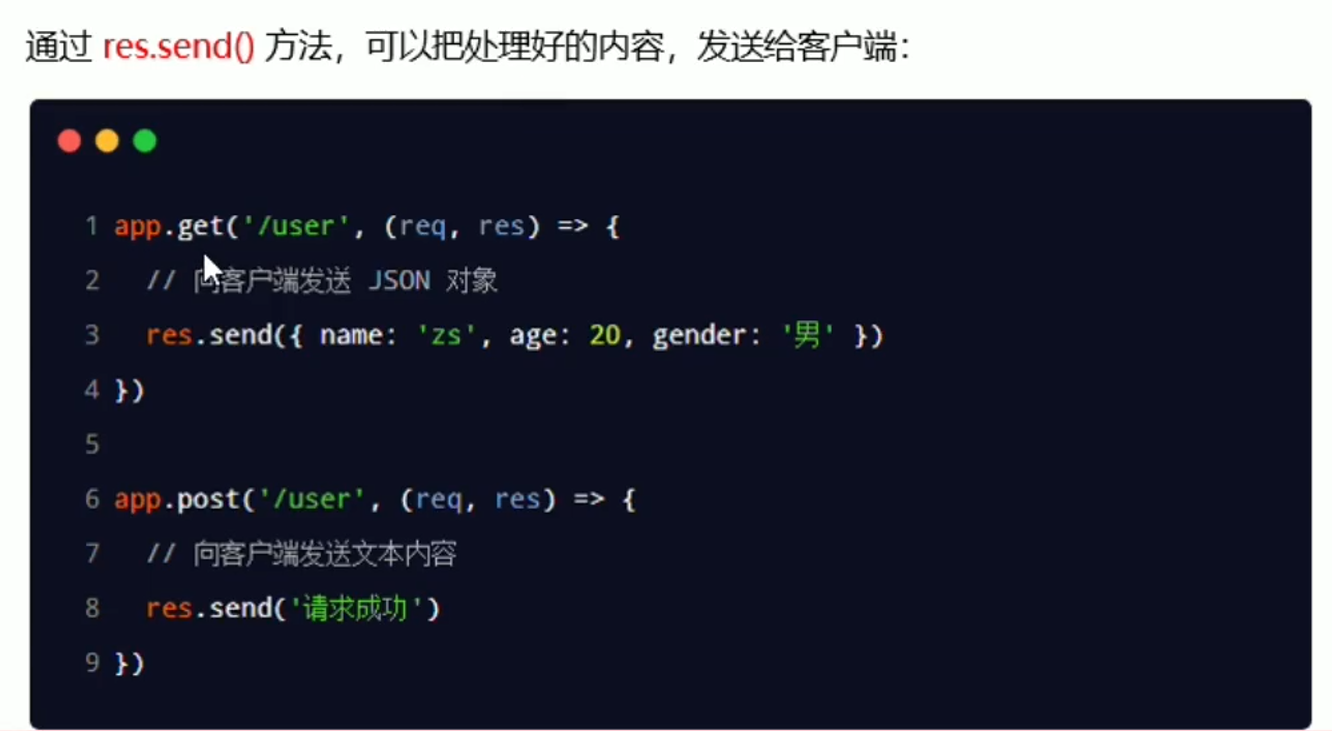 通过 res.send() 方法，可以把处理好的内容，发送给客户端：
1 app.get('/user', (req, res) => {
2 // 向客户端发送 JSON 对象
3 res.send({ name: 'zs', age: 20, gender: '男' })
4 })
5
6 app.post('/user', (req, res) => {
7 // 向客户端发送文本内容
8 res.send('请求成功')
9 })